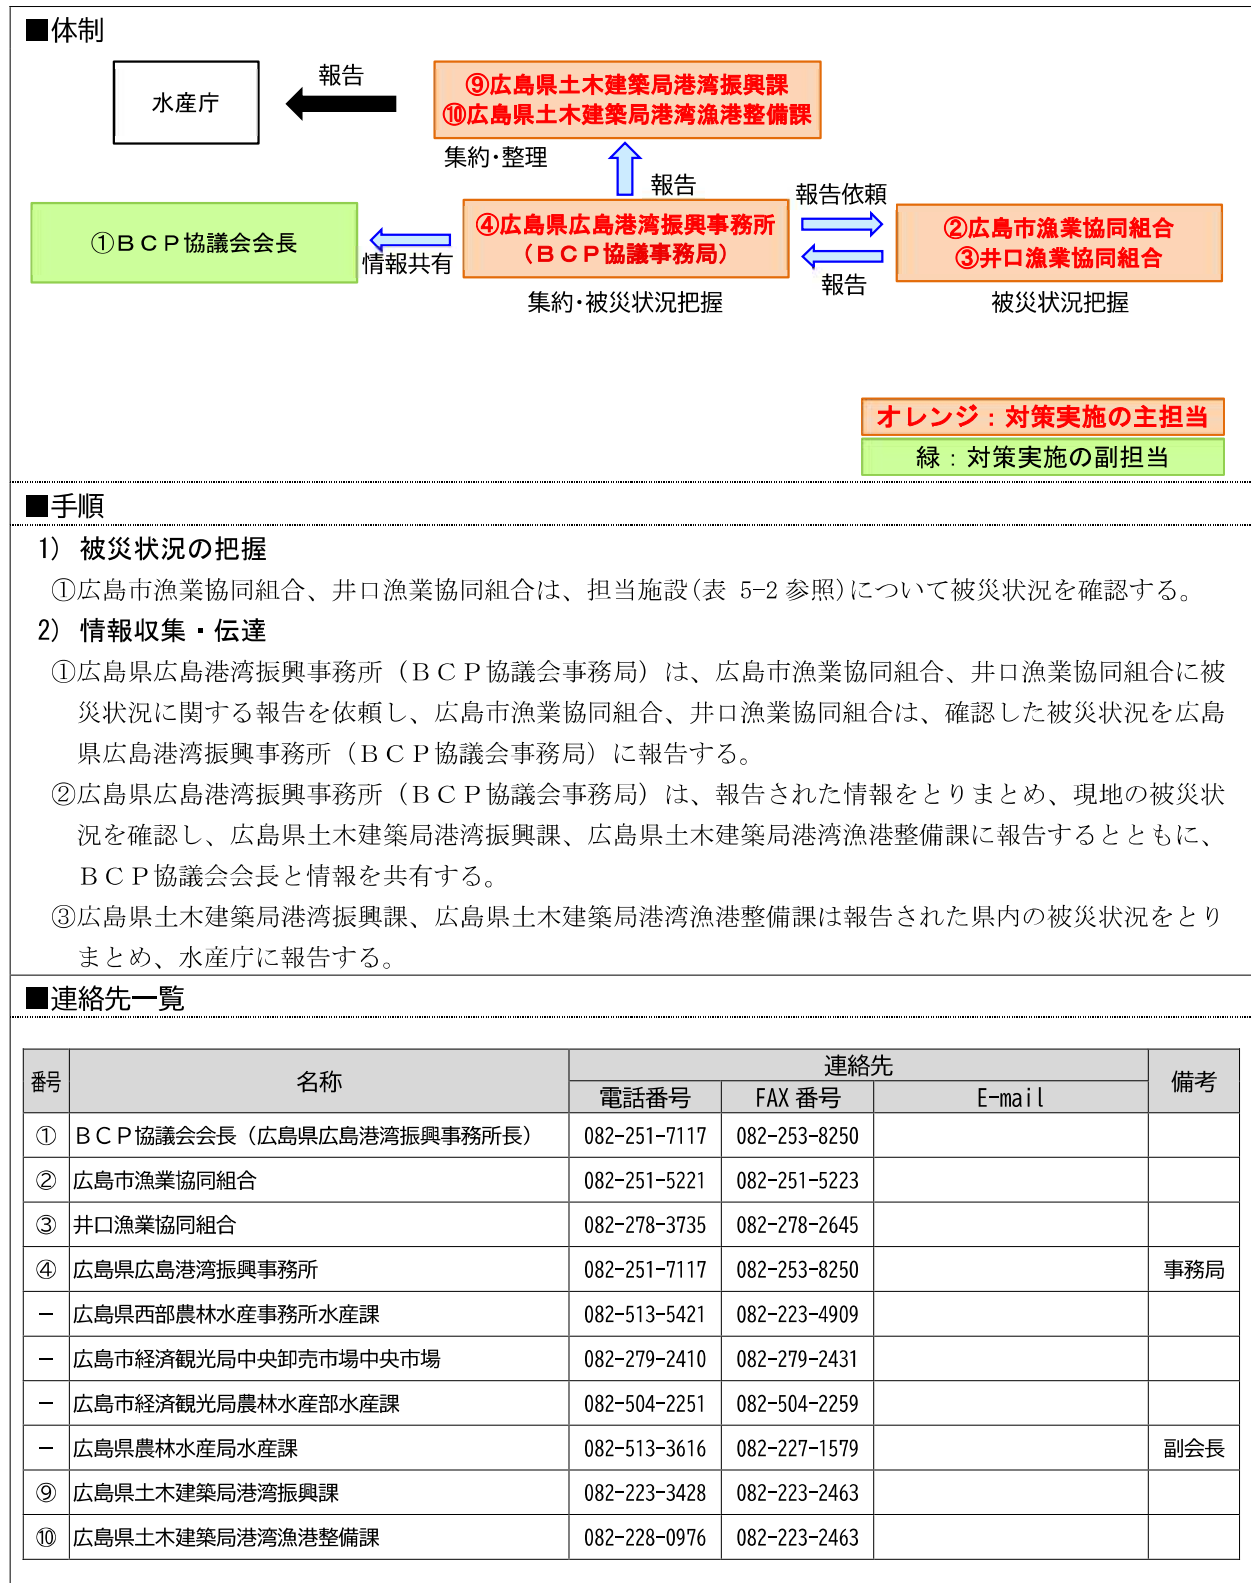 ■体制
水産庁
報告
⑨広島県土木建築局港湾振興課
⑩広島県土木建築局港湾漁港整備課
集約・整理
報告
①ＢＣＰ協議会会長
情報共有
④広島県広島港湾振興事務所
（ＢＣＰ協議事務局）
集約・被災状況把握
報告依頼
報告
②広島市漁業協同組合
③井口漁業協同組合
被災状況把握
オレンジ：対策実施の主担当
緑：対策実施の副担当
■手順
1) 被災状況の把握
①広島市漁業協同組合、井口漁業協同組合は、担当施設(表 5-2 参照)について被災状況を確認する。
2) 情報収集・伝達
①広島県広島港湾振興事務所（ＢＣＰ協議会事務局）は、広島市漁業協同組合、井口漁業協同組合に被
災状況に関する報告を依頼し、広島市漁業協同組合、井口漁業協同組合は、確認した被災状況を広島
県広島港湾振興事務所（ＢＣＰ協議会事務局）に報告する。
②広島県広島港湾振興事務所（ＢＣＰ協議会事務局）は、報告された情報をとりまとめ、現地の被災状
況を確認し、広島県土木建築局港湾振興課、広島県土木建築局港湾漁港整備課に報告するとともに、
ＢＣＰ協議会会長と情報を共有する。
③広島県土木建築局港湾振興課、広島県土木建築局港湾漁港整備課は報告された県内の被災状況をとり
まとめ、水産庁に報告する。
■連絡先一覧
番号 名称 連絡先 備考
電話番号 FAX 番号 E-mail
① ＢＣＰ協議会会長（広島県広島港湾振興事務所長） 082-251-7117 082-253-8250
② 広島市漁業協同組合 082-251-5221 082-251-5223
③ 井口漁業協同組合 082-278-3735 082-278-2645
④ 広島県広島港湾振興事務所 082-251-7117 082-253-8250 事務局
－ 広島県西部農林水産事務所水産課 082-513-5421 082-223-4909
－ 広島市経済観光局中央卸売市場中央市場 082-279-2410 082-279-2431
－ 広島市経済観光局農林水産部水産課 082-504-2251 082-504-2259
－ 広島県農林水産局水産課 082-513-3616 082-227-1579 副会長
⑨ 広島県土木建築局港湾振興課 082-223-3428 082-223-2463
⑩ 広島県土木建築局港湾漁港整備課 082-228-0976 082-223-2463